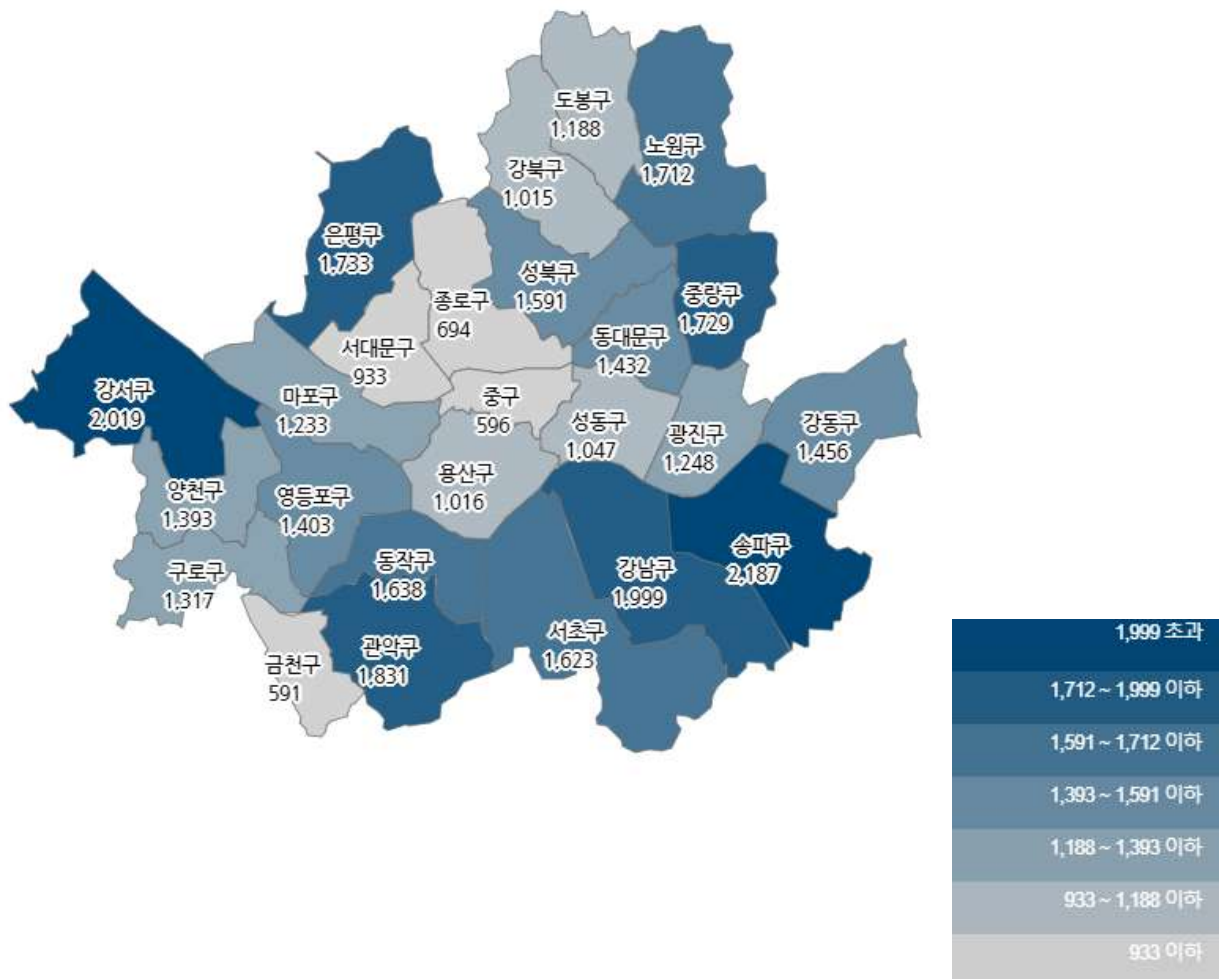 도봉구
1,188
노원구
1,712
강북구
1,015
은평구
1,733
성북구
1,591
중랑구
1,729
종로구
694
동대문구
1,432
서대문구
933
강서구
2,019
마포구
1,233
중구
596
성동구
1,047
광진구
1,248
강동구
1,456
용산구
1,016
양천구
1,393
영등포구
1,403
송파구
2,187
동작구
1,638
강남구
1,999
구로구
1,317
서초구
1,623
관악구
1,831
금천구
591
1,999 초과
1,712 ~ 1,999 이하
1,591 ~ 1,712 이하
1,393 ~ 1,591 이하
1,188 ~ 1,393 이하
933 ~ 1,188 이하
933 이하